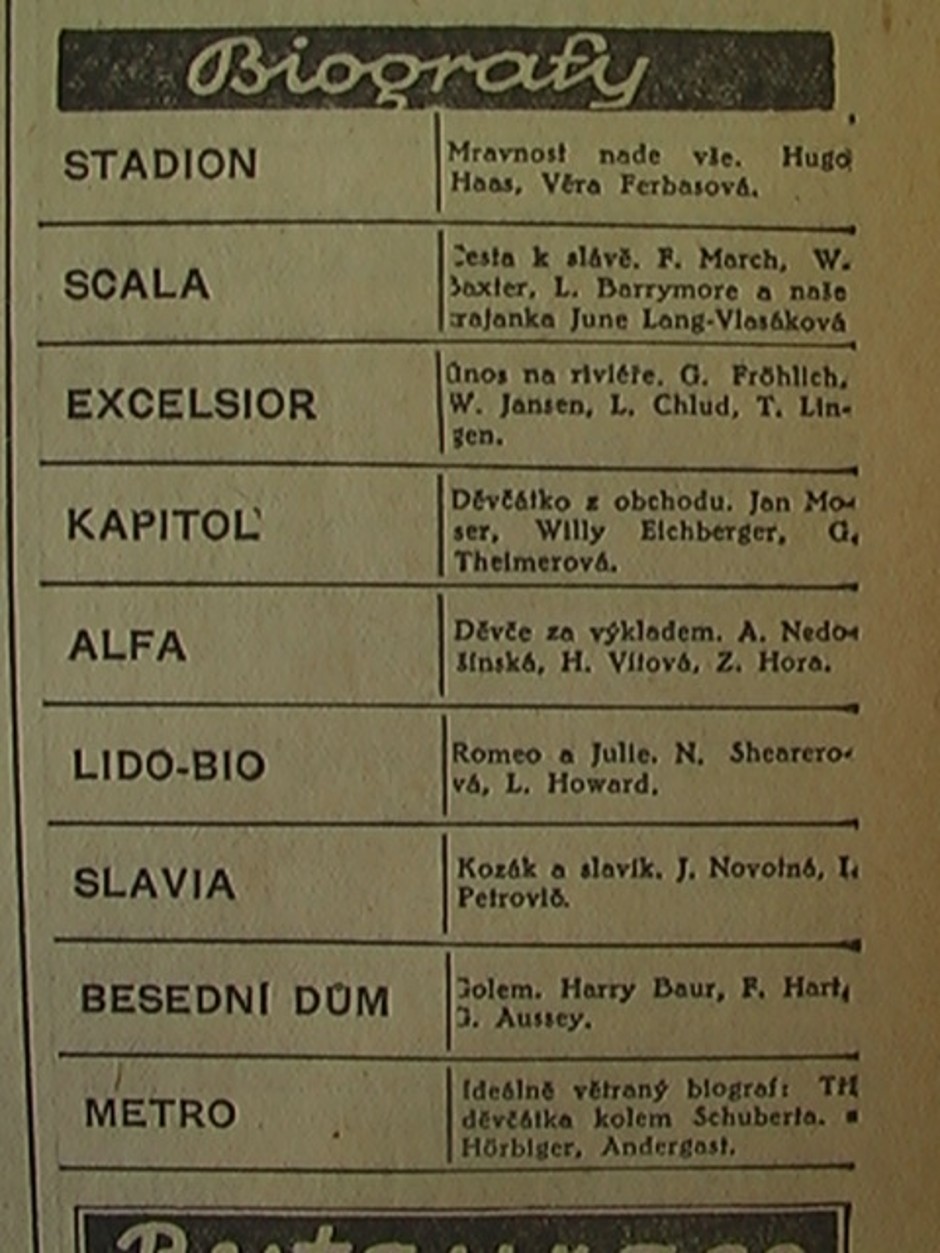 Biografy
STADION
Mravnost nade vše. Hugo
Haas, Věra Ferbasová.
SCALA
Cesta k slávě. F. March, W.
Baxter, L. Barrymore a naše
krajanka June Lang-Vlasáková
EXCELSIOR
Únos na riviéře. G. Fröhlich,
W. Jansen, L. Chlud, T. Lin-
gen.
KAPITOL
Děvčátko z obchodu. Jan Mo-
ser, Willy Eichberger, G.
Theimerová.
ALFA
Děvče za výkladem. A. Nedo-
šínská, H. Vítová, Z. Hora.
LIDO-BIO
Romeo a Julie. N. Shearero-
vá, L. Howard.
SLAVIA
Kozák a slavík. J. Novotná, I.
Petrovič.
BESEDNÍ DŮM
Golem. Harry Baur, F. Hart,
G. Aussey.
METRO
Ideálně větraný biograf: Tři
děvčátka kolem Schuberta.
Hörbiger, Andergast.